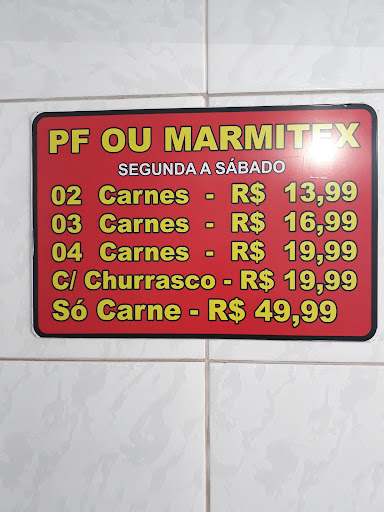 PF OU MARMITEX
SEGUNDA A SÁBADO
02 Carnes - R$ 13,99
03 Carnes - R$ 16,99
04 Carnes - R$ 19,99
C/ Churrasco - R$ 19,99
Só Carne - R$ 49,99